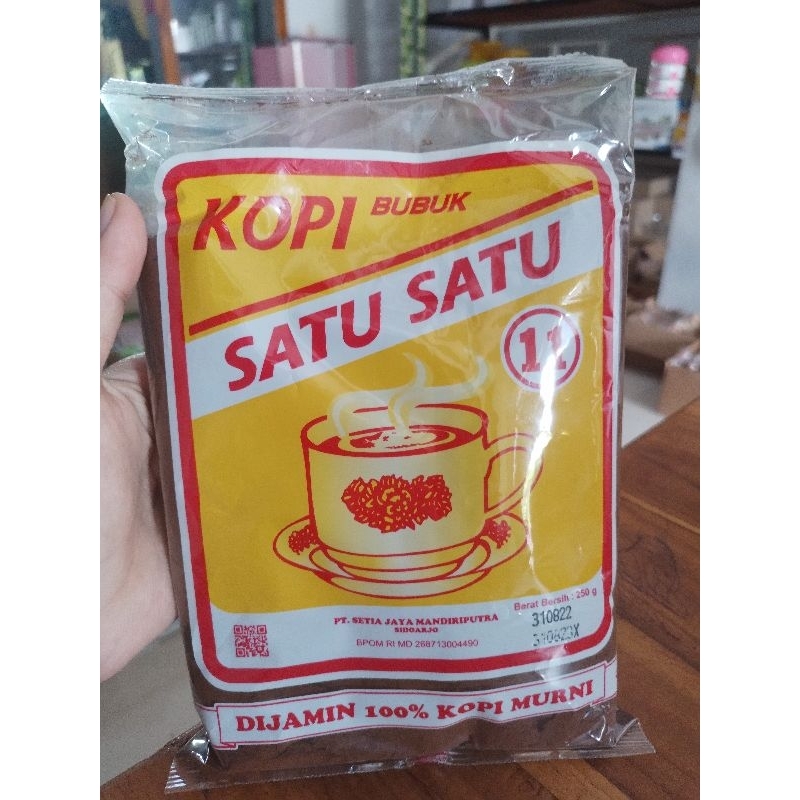 KOPI BUBUK
SATU SATU
11
PT. SETIA JAYA MANDIRIPUTRA
SIDOARJO
BPOM RI MD 268713004490
Berat Bersih : 250 g
310822
310823X
DIJAMIN 100% KOPI MURNI